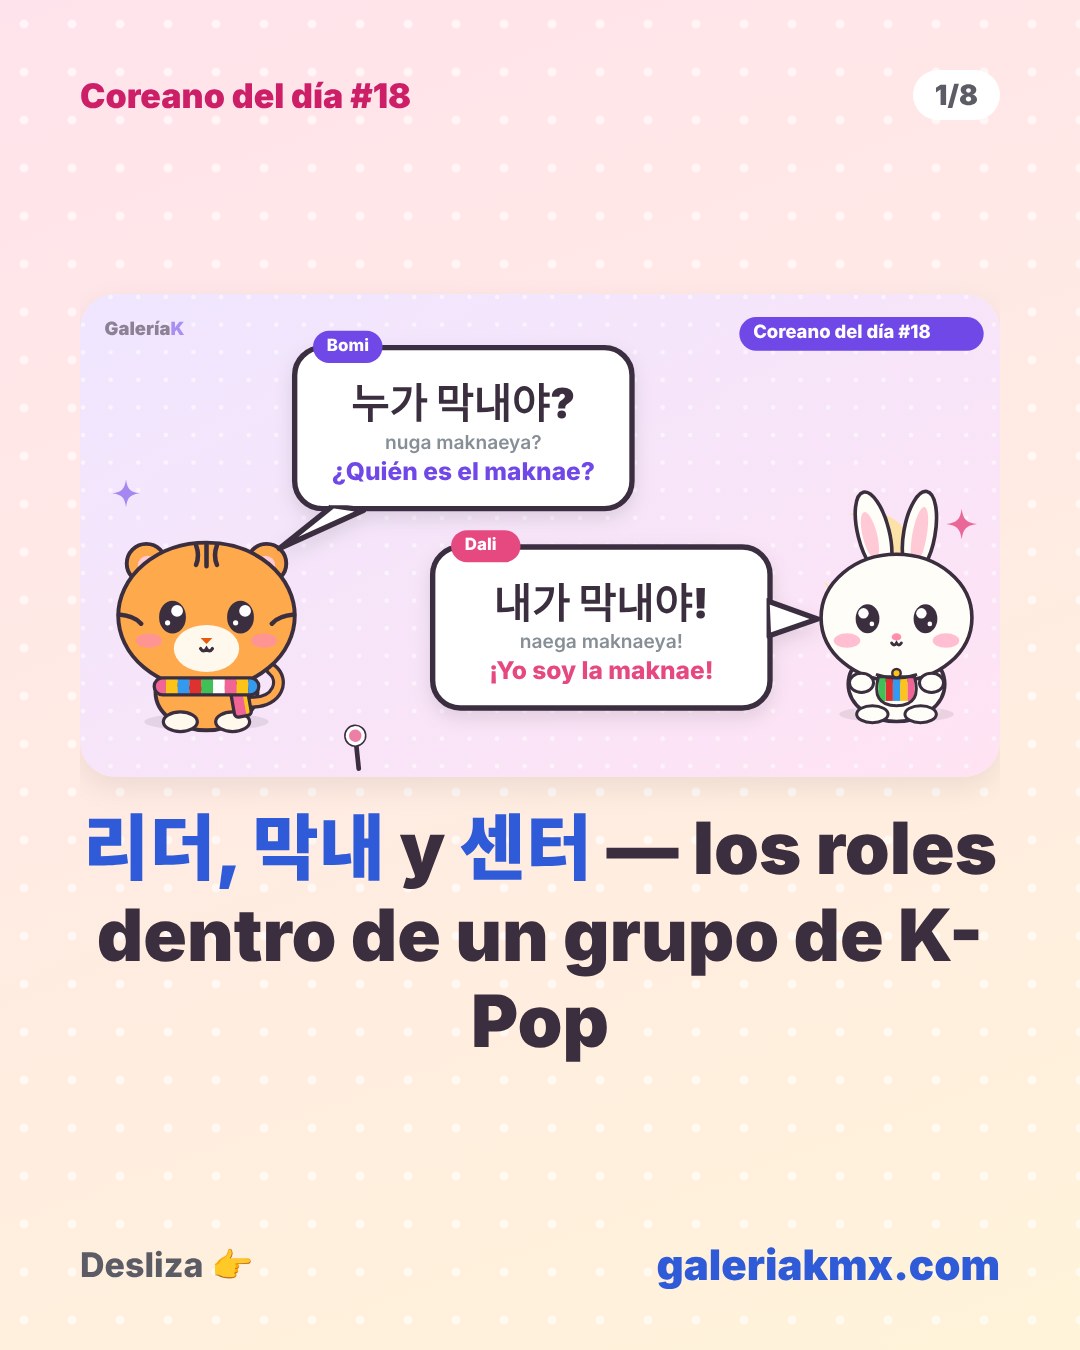 Coreano del día #18
1/8
GaleríaK
Coreano del día #18
Bomi
누가 막내야?
nuga maknaeya?
¿Quién es el maknae?
Dali
내가 막내야!
naega maknaeya!
¡Yo soy la maknae!
리더, 막내 y 센터 — los roles
dentro de un grupo de K-
Pop
Desliza 👉
galeriakmx.com